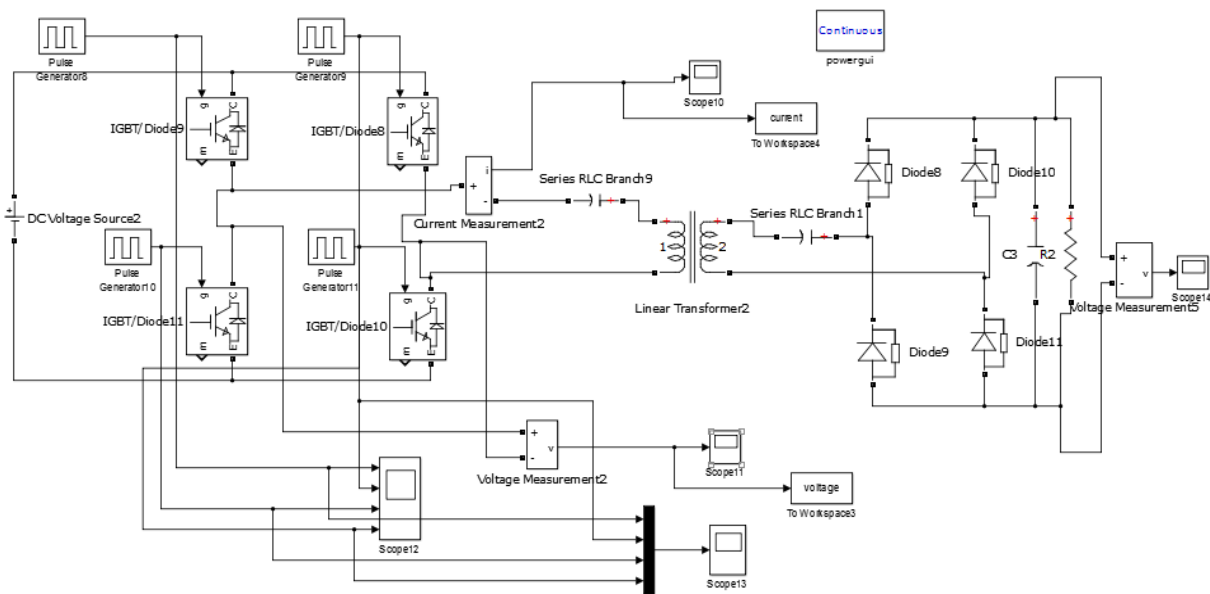 Continuous
powergui
Pulse
Generator8
Pulse
Generator9
g
C
m
E
IGBT/Diode9
g
C
m
E
IGBT/Diode8
Scope10
current
To Workspace4
i
+
-
Current Measurement2
Series RLC Branch9
+
DC Voltage Source2
+
Pulse
Generator10
Pulse
Generator11
g
C
m
E
IGBT/Diode11
g
C
m
E
IGBT/Diode10
+
+
1
2
Linear Transformer2
Series RLC Branch1
+
Diode8
Diode10
Diode9
Diode11
+
C3
+
R2
+
-
v
Voltage Measurement5
Scope14
+
-
v
Voltage Measurement2
Scope11
voltage
To Workspace3
Scope12
Scope13